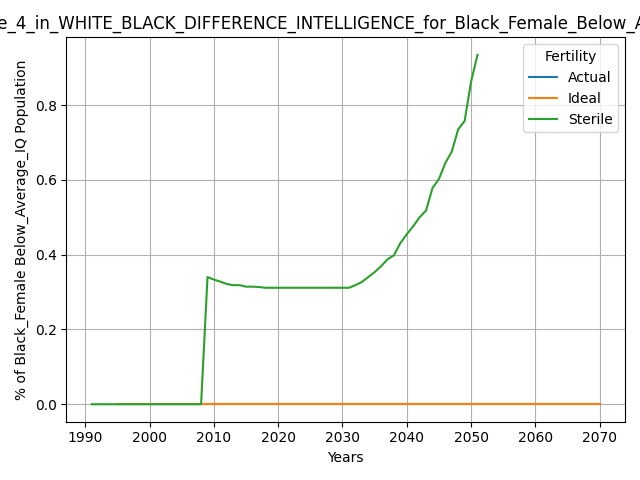 e_4_in_WHITE_BLACK_DIFFERENCE_INTELLIGENCE_for_Black_Female_Below_A
Fertility
Actual
Ideal
Sterile
% of Black_Female Below_Average_IQ Population
0.8
0.6
0.4
0.2
0.0
1990 2000 2010 2020 2030 2040 2050 2060 2070
Years